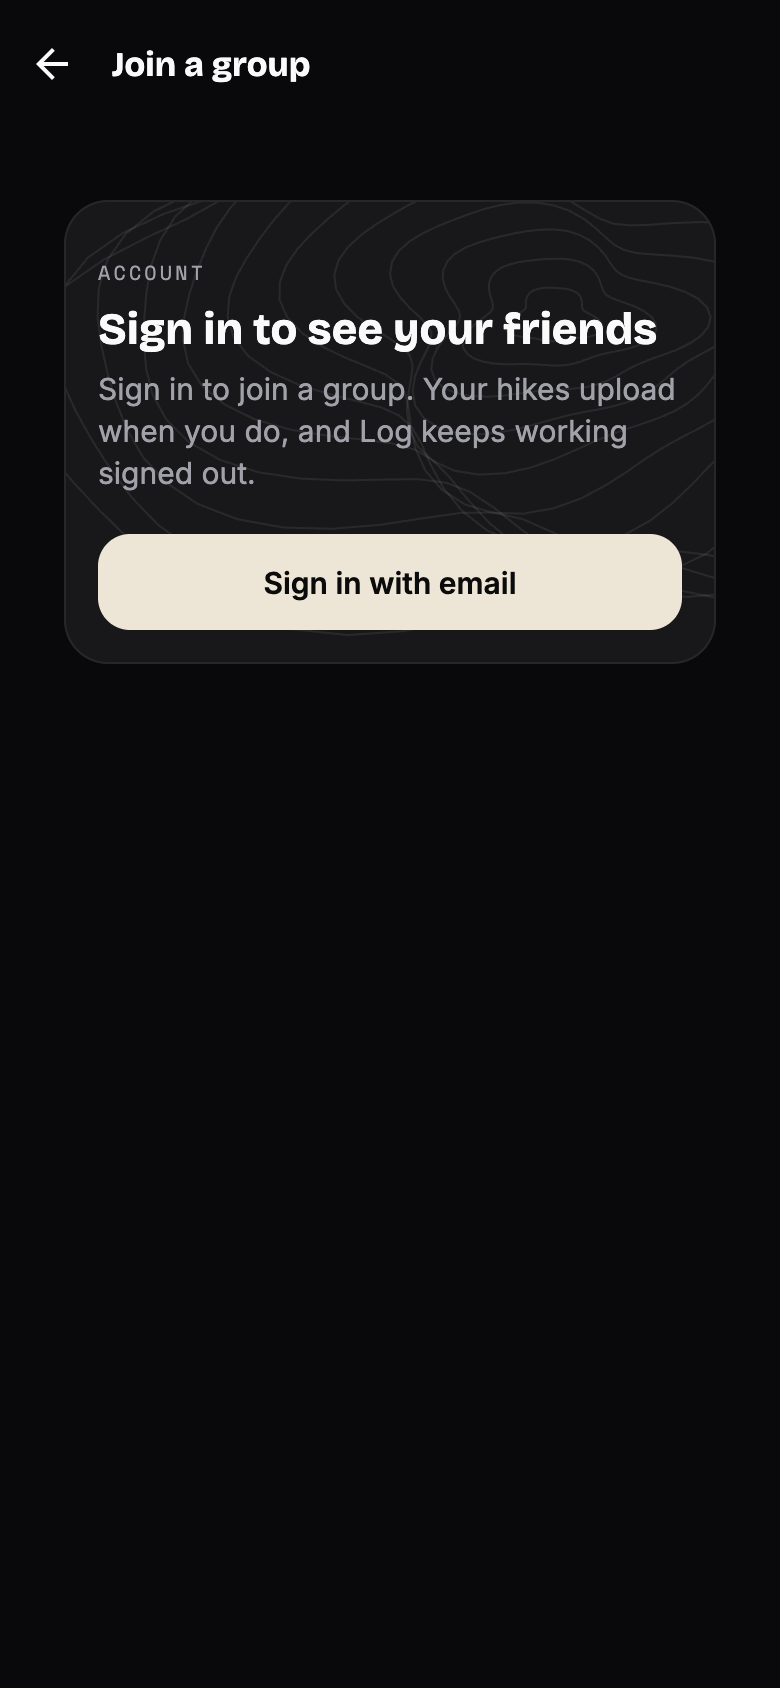 Join a group
ACCOUNT
Sign in to see your friends
Sign in to join a group. Your hikes upload
when you do, and Log keeps working
signed out.
Sign in with email